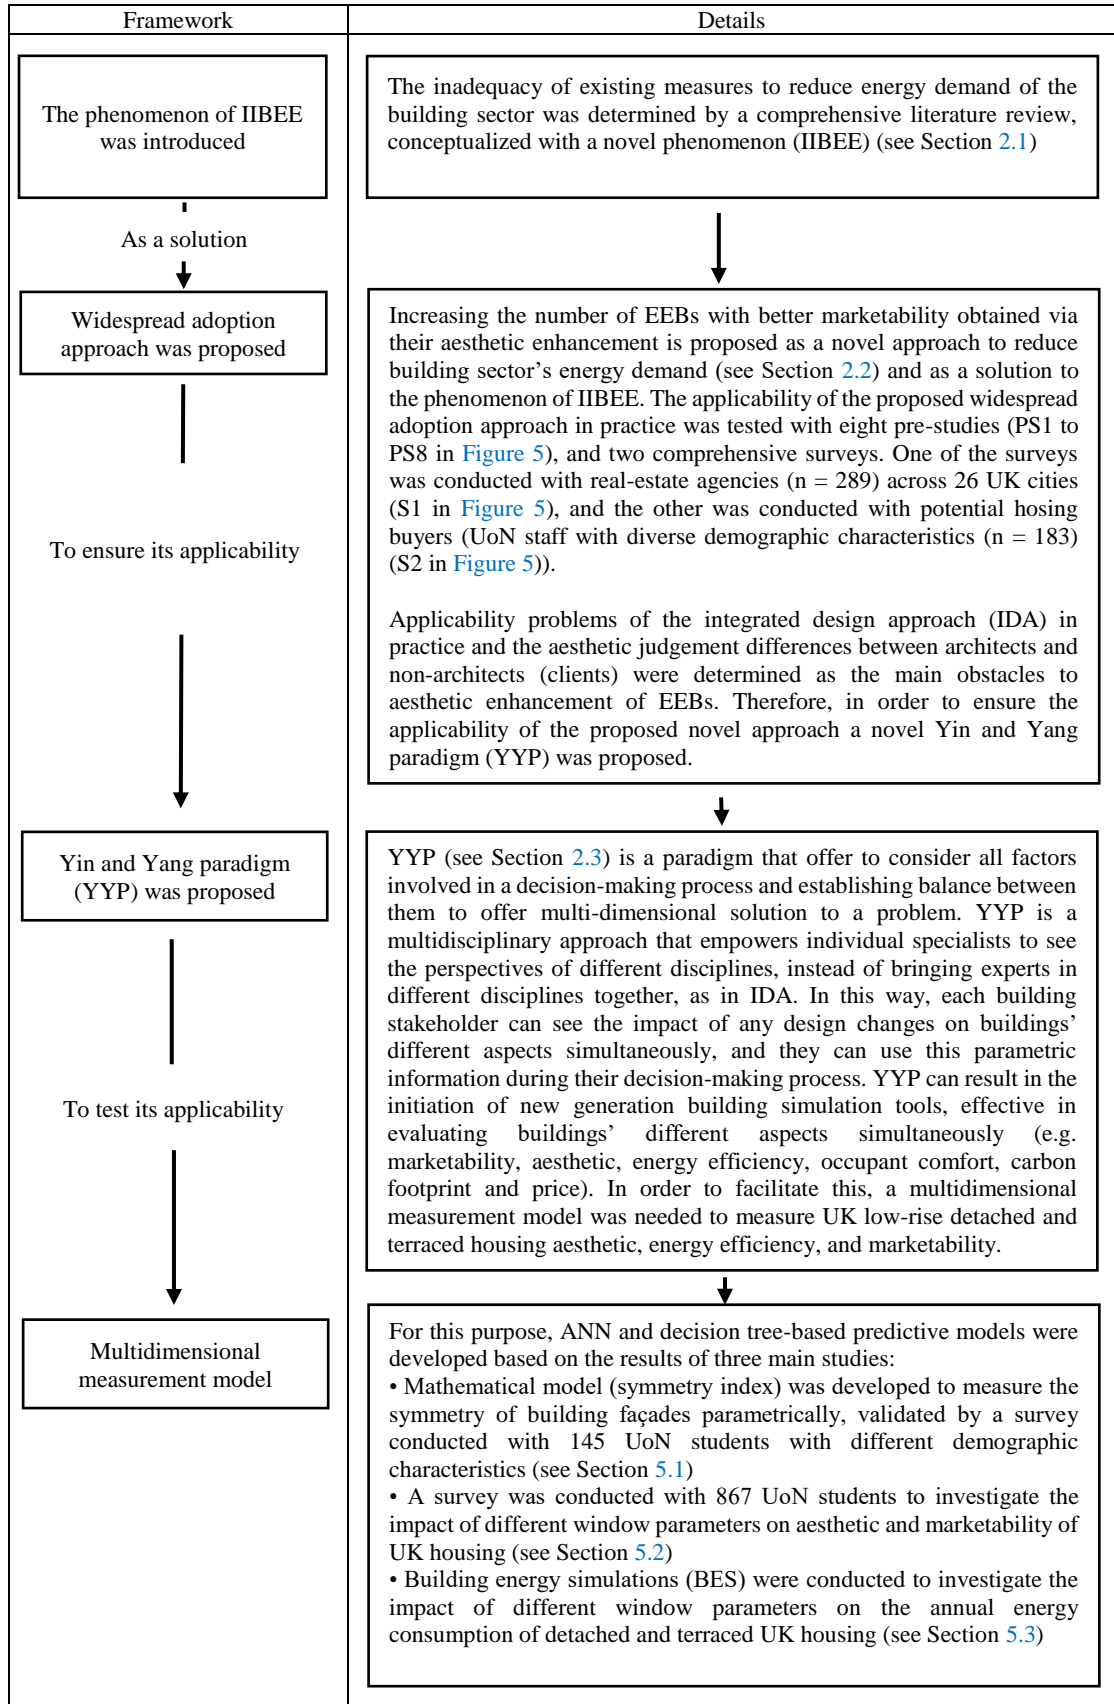 Framework
Details
The phenomenon of IIBEE
was introduced
The inadequacy of existing measures to reduce energy demand of the
building sector was determined by a comprehensive literature review,
conceptualized with a novel phenomenon (IIBEE) (see Section 2.1)
As a solution
Widespread adoption
approach was proposed
Increasing the number of EEBs with better marketability obtained via
their aesthetic enhancement is proposed as a novel approach to reduce
building sector’s energy demand (see Section 2.2) and as a solution to
the phenomenon of IIBEE. The applicability of the proposed widespread
adoption approach in practice was tested with eight pre-studies (PS1 to
PS8 in Figure 5), and two comprehensive surveys. One of the surveys
was conducted with real-estate agencies (n = 289) across 26 UK cities
(S1 in Figure 5), and the other was conducted with potential hosing
buyers (UoN staff with diverse demographic characteristics (n = 183)
(S2 in Figure 5)).
Applicability problems of the integrated design approach (IDA) in
practice and the aesthetic judgement differences between architects and
non-architects (clients) were determined as the main obstacles to
aesthetic enhancement of EEBs. Therefore, in order to ensure the
applicability of the proposed novel approach a novel Yin and Yang
paradigm (YYP) was proposed.
To ensure its applicability
Yin and Yang paradigm
(YYP) was proposed
YYP (see Section 2.3) is a paradigm that offer to consider all factors
involved in a decision-making process and establishing balance between
them to offer multi-dimensional solution to a problem. YYP is a
multidisciplinary approach that empowers individual specialists to see
the perspectives of different disciplines, instead of bringing experts in
different disciplines together, as in IDA. In this way, each building
stakeholder can see the impact of any design changes on buildings’
different aspects simultaneously, and they can use this parametric
information during their decision-making process. YYP can result in the
initiation of new generation building simulation tools, effective in
evaluating buildings’ different aspects simultaneously (e.g.
marketability, aesthetic, energy efficiency, occupant comfort, carbon
footprint and price). In order to facilitate this, a multidimensional
measurement model was needed to measure UK low-rise detached and
terraced housing aesthetic, energy efficiency, and marketability.
To test its applicability
Multidimensional
measurement model
For this purpose, ANN and decision tree-based predictive models were
developed based on the results of three main studies:
• Mathematical model (symmetry index) was developed to measure the
symmetry of building façades parametrically, validated by a survey
conducted with 145 UoN students with different demographic
characteristics (see Section 5.1)
• A survey was conducted with 867 UoN students to investigate the
impact of different window parameters on aesthetic and marketability of
UK housing (see Section 5.2)
• Building energy simulations (BES) were conducted to investigate the
impact of different window parameters on the annual energy
consumption of detached and terraced UK housing (see Section 5.3)